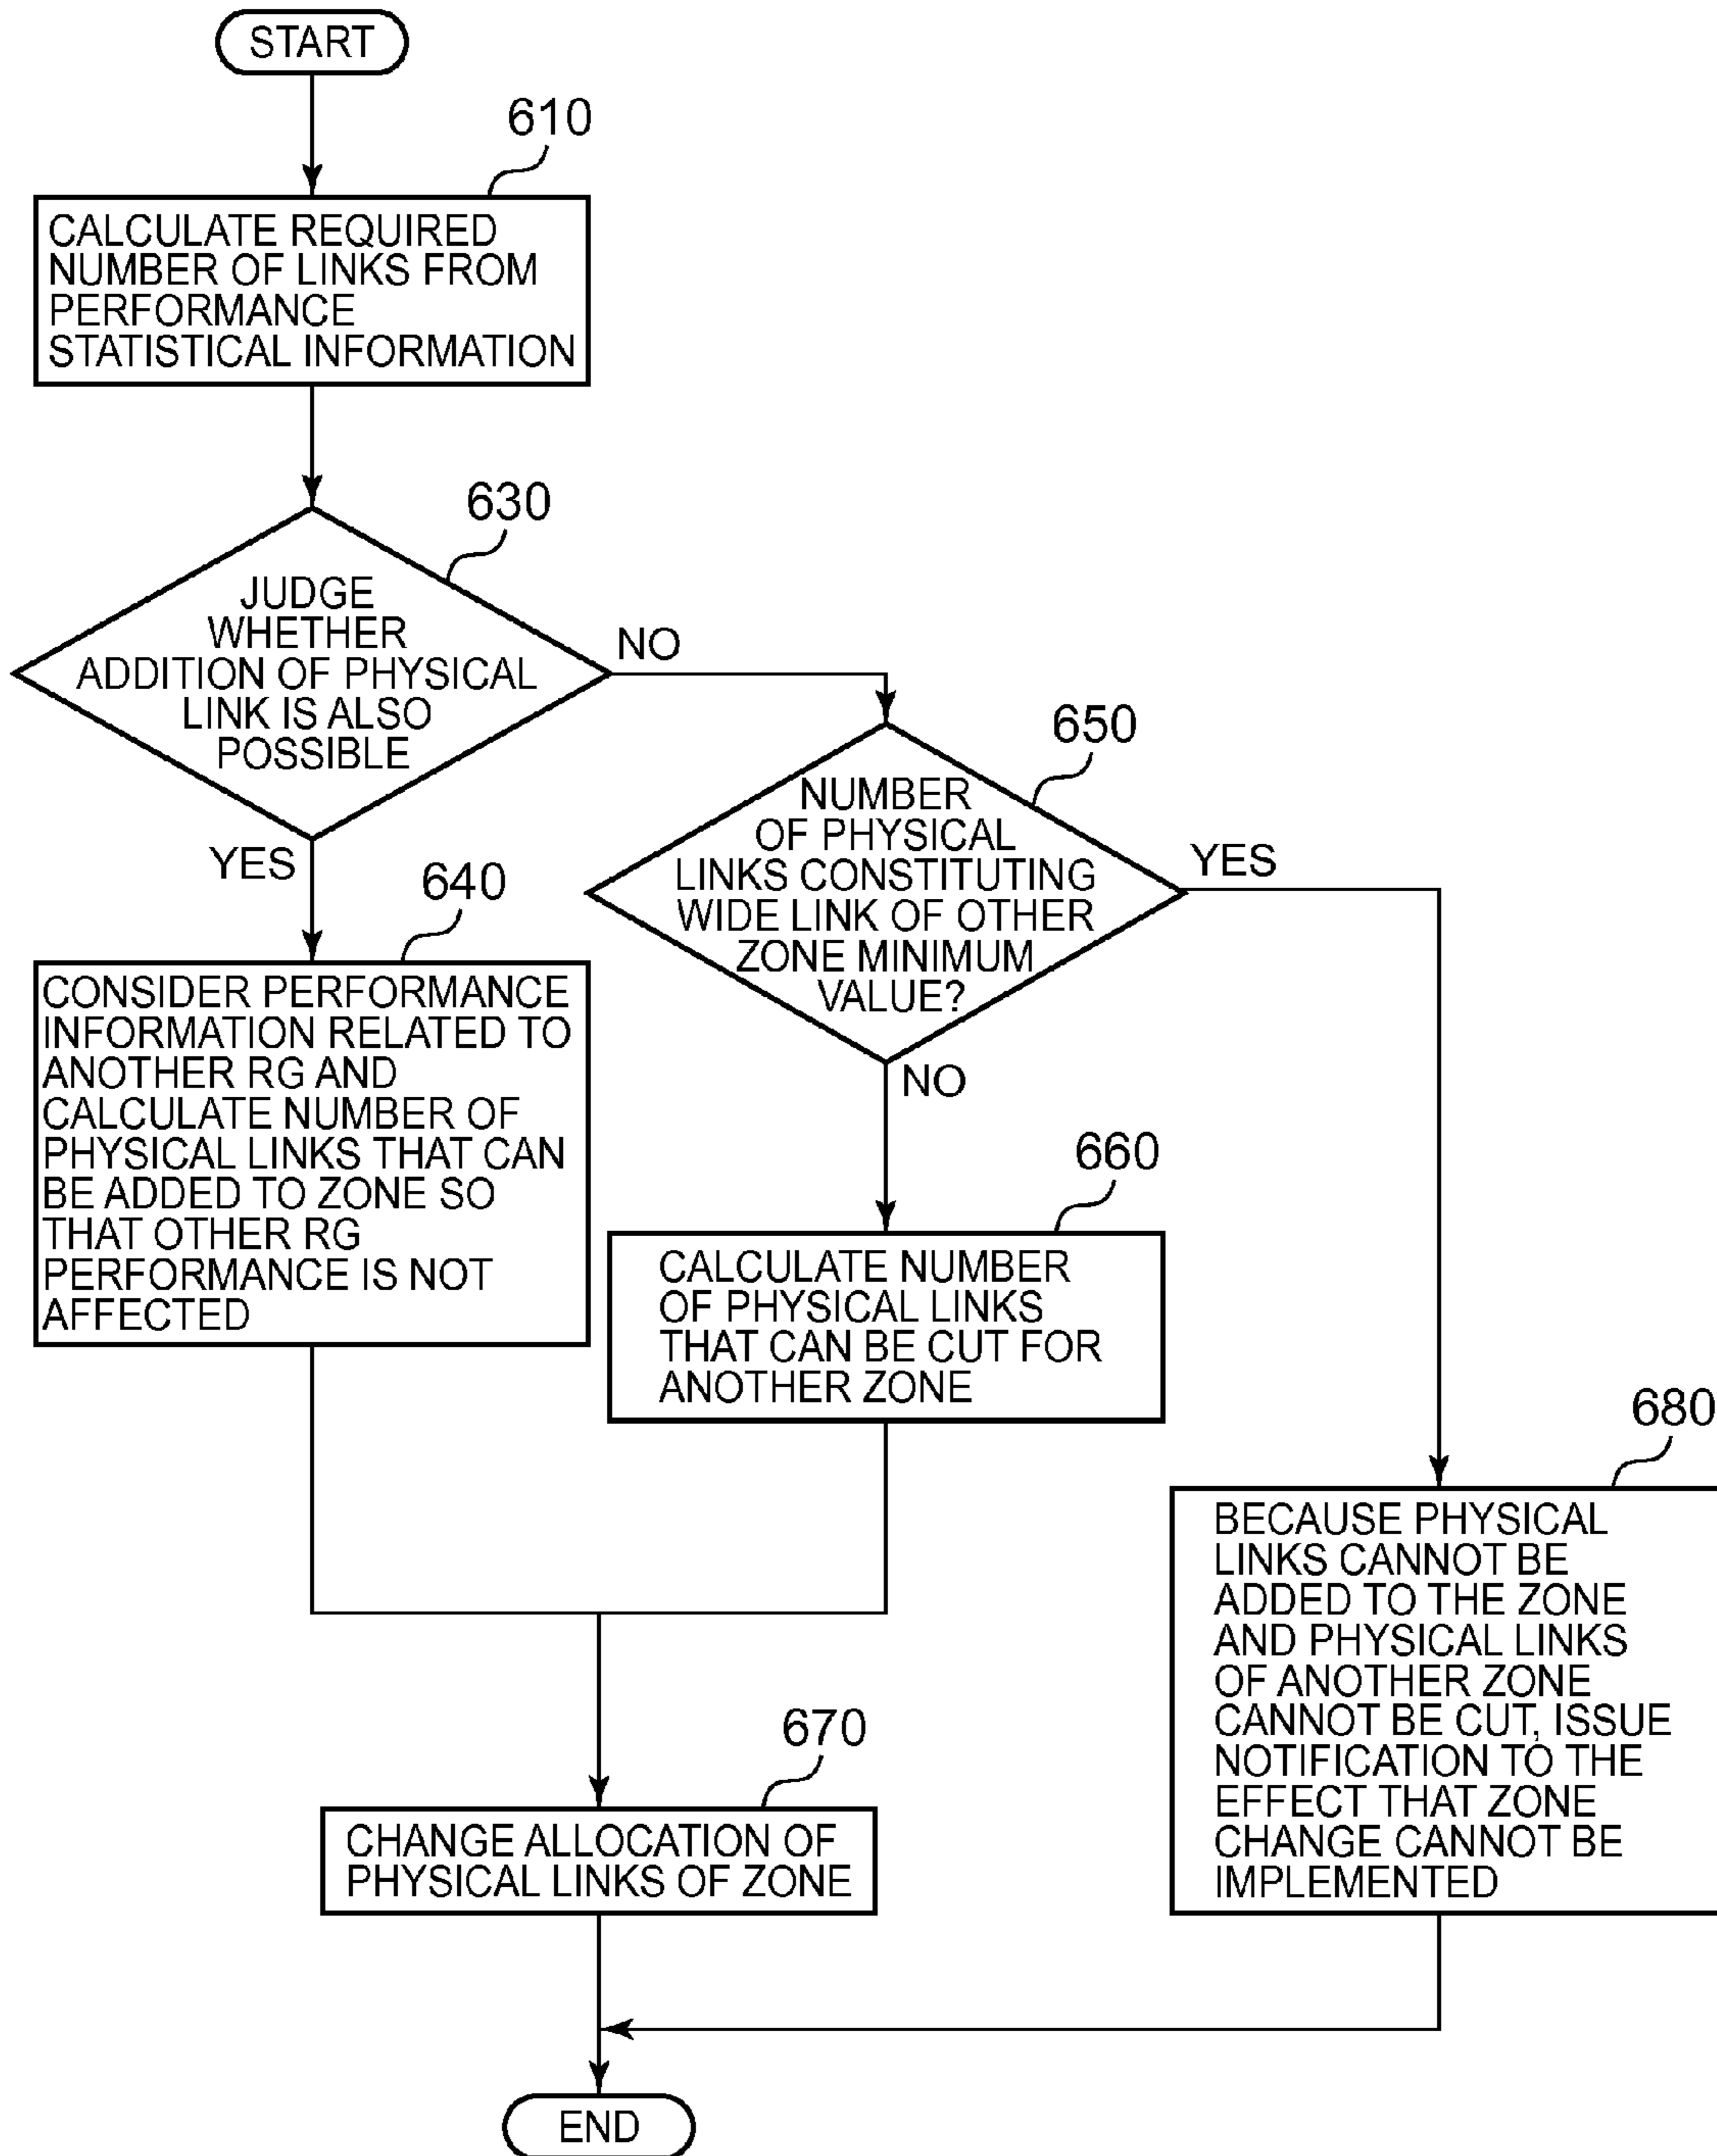 START
610
CALCULATE REQUIRED
NUMBER OF LINKS FROM
PERFORMANCE
STATISTICAL INFORMATION
630
JUDGE
WHETHER
ADDITION OF PHYSICAL
LINK IS ALSO
POSSIBLE
NO
YES
650
NUMBER
OF PHYSICAL
LINKS CONSTITUTING
WIDE LINK OF OTHER
ZONE MINIMUM
VALUE?
YES
NO
640
CONSIDER PERFORMANCE
INFORMATION RELATED TO
ANOTHER RG AND
CALCULATE NUMBER OF
PHYSICAL LINKS THAT CAN
BE ADDED TO ZONE SO
THAT OTHER RG
PERFORMANCE IS NOT
AFFECTED
660
CALCULATE NUMBER
OF PHYSICAL LINKS
THAT CAN BE CUT FOR
ANOTHER ZONE
680
BECAUSE PHYSICAL
LINKS CANNOT BE
ADDED TO THE ZONE
AND PHYSICAL LINKS
OF ANOTHER ZONE
CANNOT BE CUT, ISSUE
NOTIFICATION TO THE
EFFECT THAT ZONE
CHANGE CANNOT BE
IMPLEMENTED
670
CHANGE ALLOCATION OF
PHYSICAL LINKS OF ZONE
END